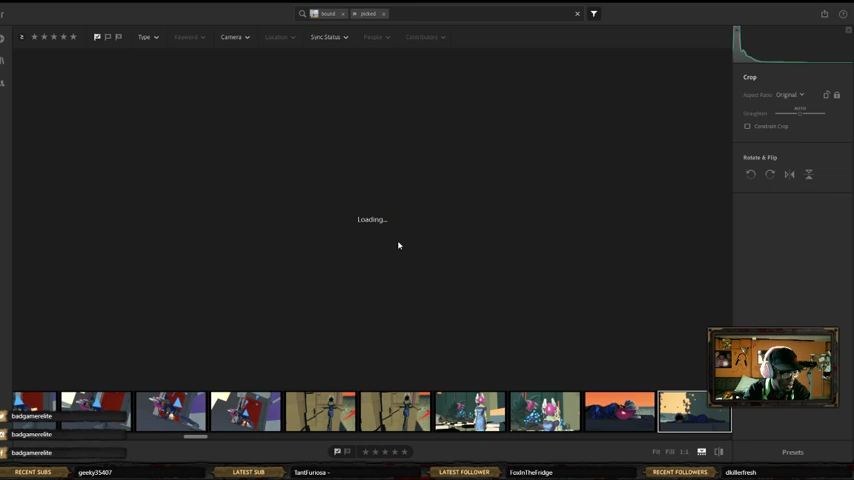 bound × picked ×
≥ Type Keyword Camera Location Sync Status People Contributors
Crop
Aspect Ratio: Original
AUTO
Straighten
Constrain Crop
Rotate & Flip
Loading...
badgamerelite
badgamerelite
badgamerelite
Fit Fill 1:1
Presets
RECENT SUBS geeky35407 LATEST SUB TantFuriosa - LATEST FOLLOWER FoxInTheFridge RECENT FOLLOWERS dkillerfresh